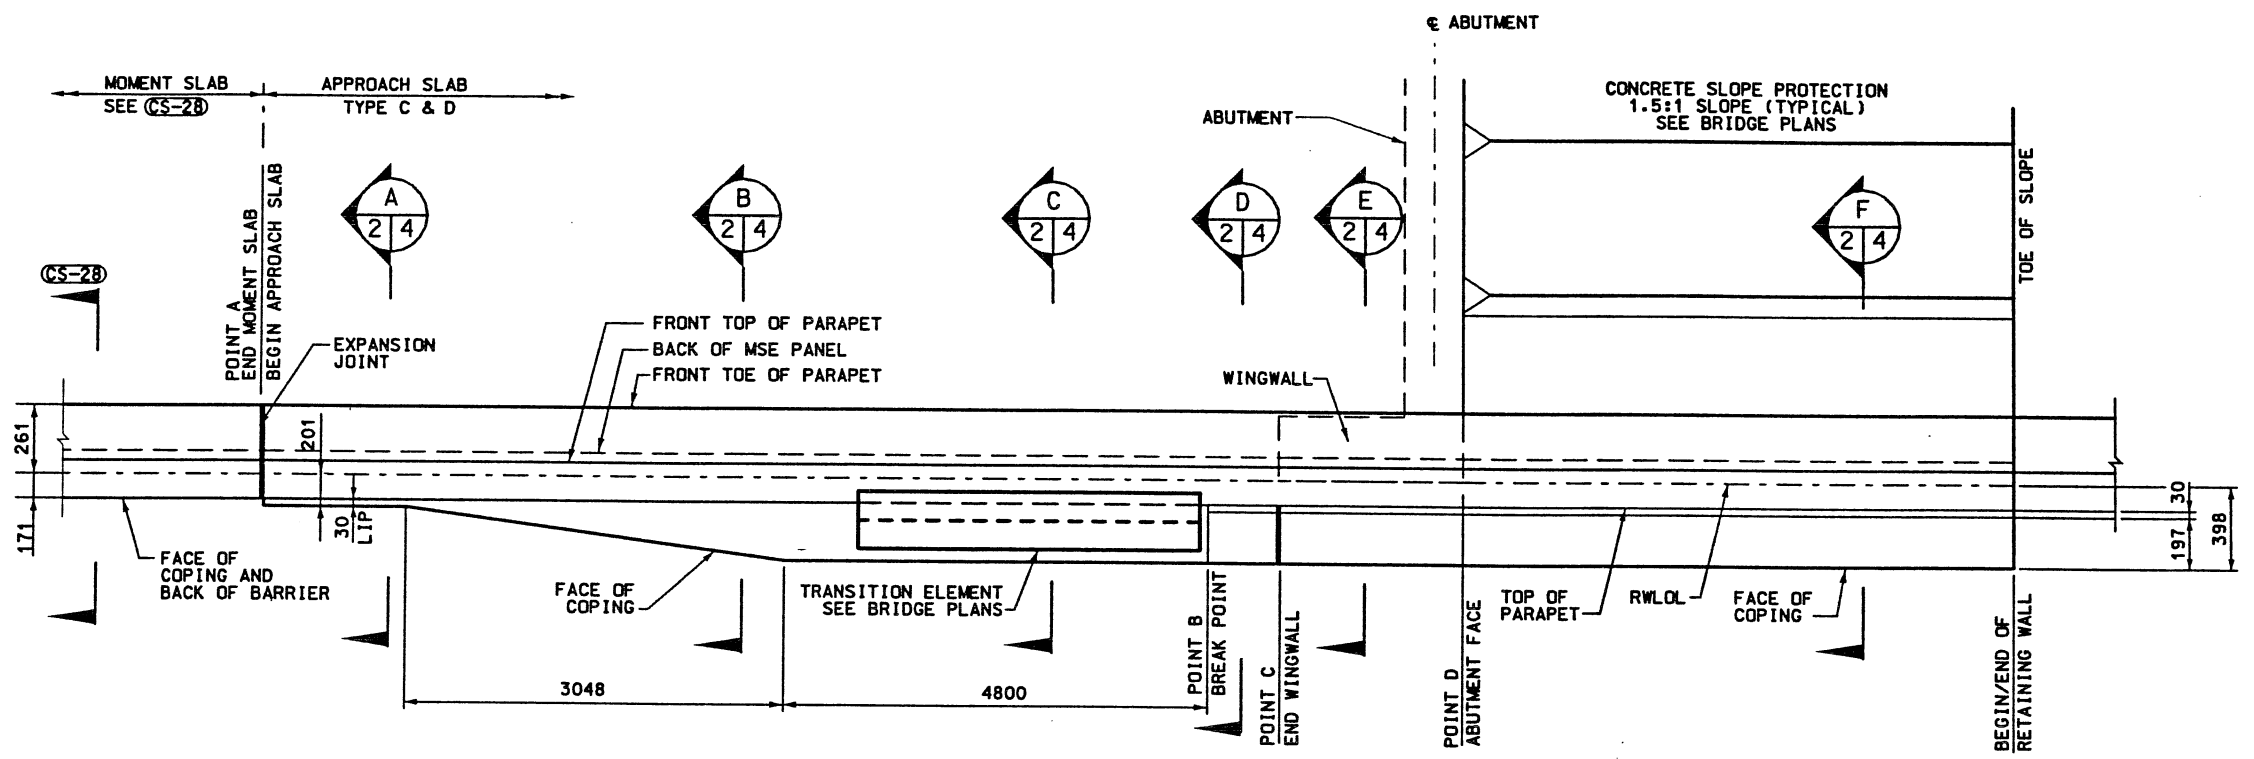 ℄ ABUTMENT
MOMENT SLAB
SEE CS-28
APPROACH SLAB
TYPE C & D
CONCRETE SLOPE PROTECTION
1.5:1 SLOPE (TYPICAL)
SEE BRIDGE PLANS
ABUTMENT
A
2 4
B
2 4
C
2 4
D
2 4
E
2 4
F
2 4
TOE OF SLOPE
CS-28
POINT A
END MOMENT SLAB
BEGIN APPROACH SLAB
EXPANSION
JOINT
FRONT TOP OF PARAPET
BACK OF MSE PANEL
FRONT TOE OF PARAPET
WINGWALL
261
171
201
30
LIP
30
197
398
FACE OF
COPING AND
BACK OF BARRIER
FACE OF
COPING
TRANSITION ELEMENT
SEE BRIDGE PLANS
TOP OF
PARAPET
RWLOL
FACE OF
COPING
3048
4800
POINT B
BREAK POINT
POINT C
END WINGWALL
POINT D
ABUTMENT FACE
BEGIN/END OF
RETAINING WALL